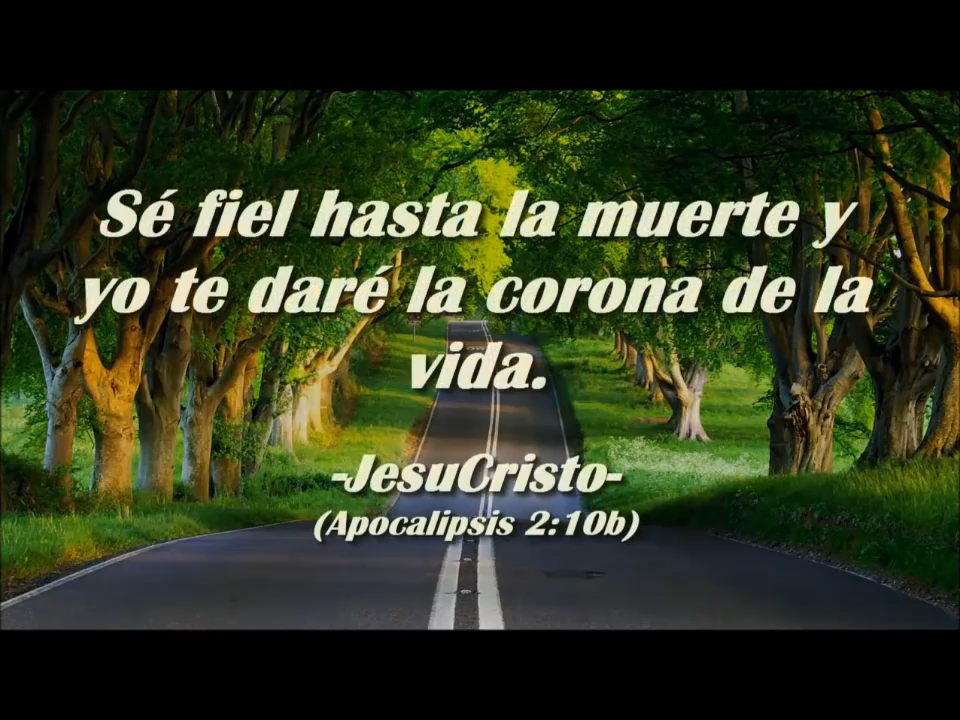 Sé fiel hasta la muerte y
yo te daré la corona de la
vida.
-JesuCristo-
(Apocalipsis 2:10b)